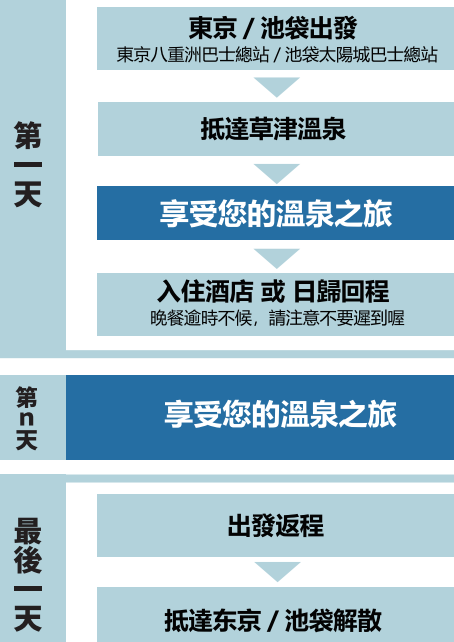 第一天
東京 / 池袋出發
東京八重洲巴士總站 / 池袋太陽城巴士總站
抵達草津溫泉
享受您的溫泉之旅
入住酒店 或 日歸回程
晚餐逾時不候，請注意不要遲到喔
第n天
享受您的溫泉之旅
最後一天
出發返程
抵達东京 / 池袋解散